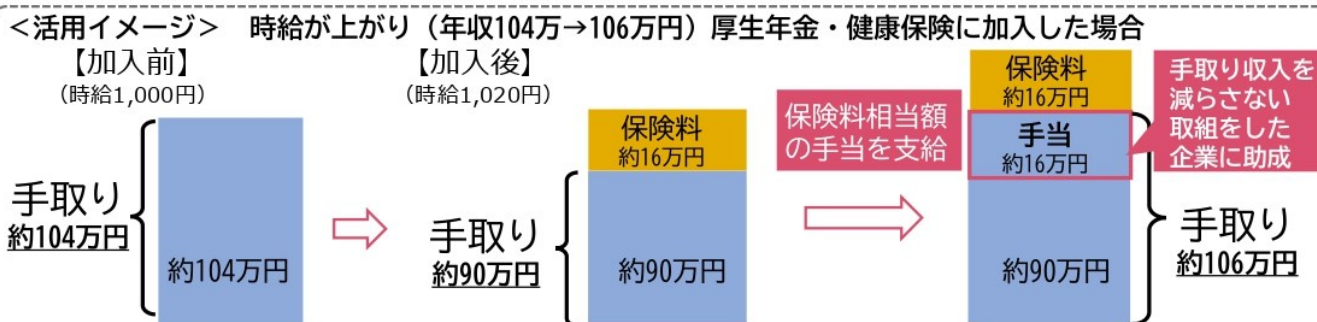 ＜活用イメージ＞　時給が上がり（年収104万→106万円）厚生年金・健康保険に加入した場合
【加入前】
（時給1,000円）
手取り
約104万円
約104万円
【加入後】
（時給1,020円）
保険料
約16万円
手取り
約90万円
約90万円
保険料相当額
の手当を支給
保険料
約16万円
手当
約16万円
約90万円
手取り収入を
減らさない
取組をした
企業に助成
手取り
約106万円